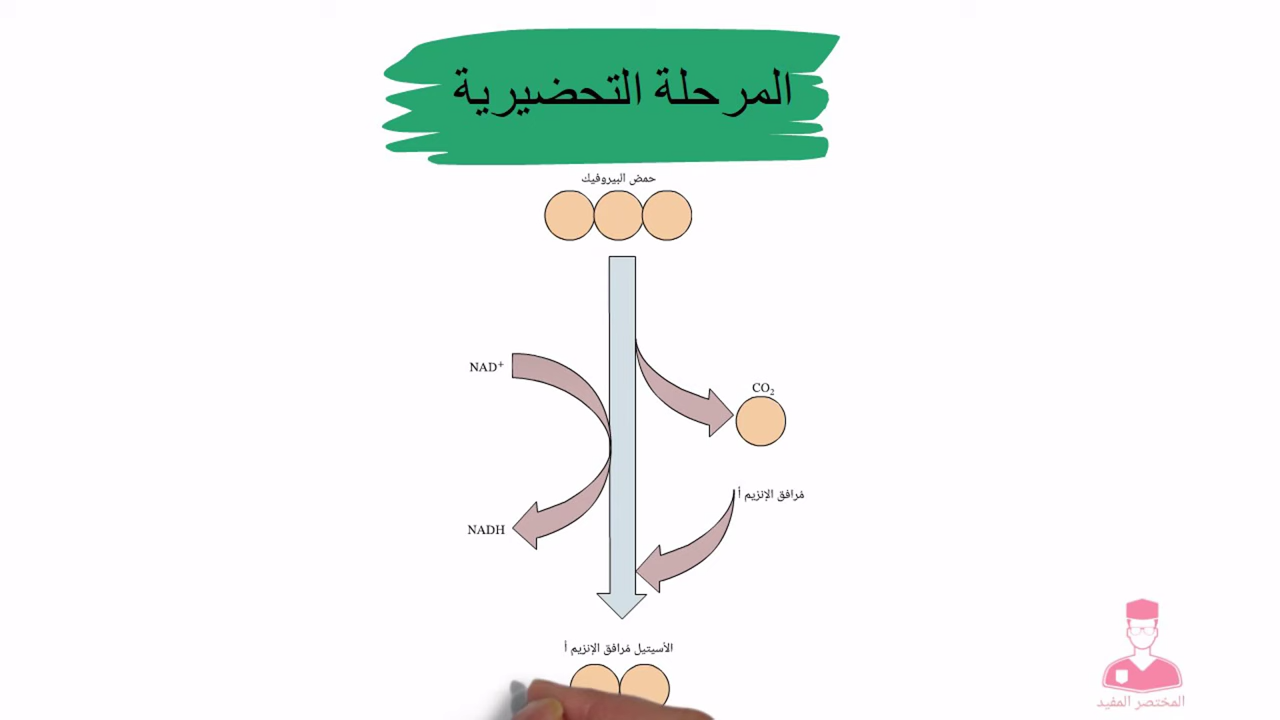 المرحلة التحضيرية
حمض البيروفيك
NAD⁺
CO₂
مُرافق الإنزيم أ
NADH
الأسيتيل مُرافق الإنزيم أ
المختصر المفيد